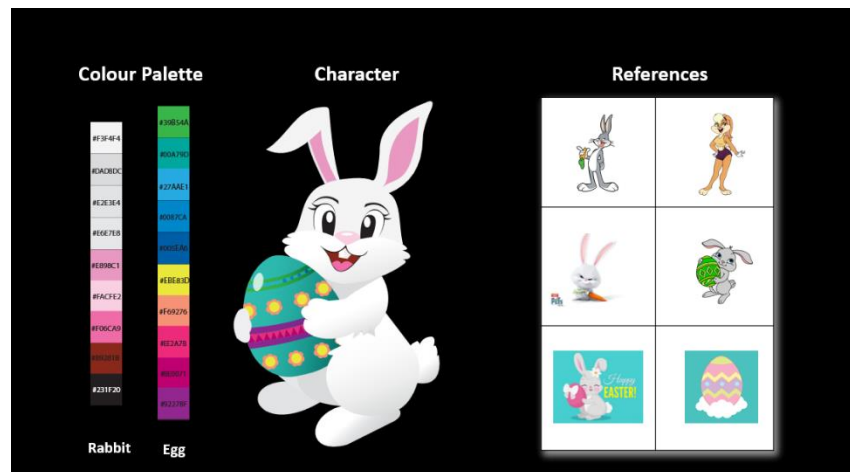 Colour Palette
Character
References
#F3F4F4
#DADBDC
#E2E3E4
#E6E7E8
#E898C1
#FACFE2
#F06CA9
#231F20
#39B54A
#00A79D
#27AAE1
#0087CA
#EBE83D
#F69276
#EE2A7B
#92278F
Rabbit
Egg
Happy
EASTER!